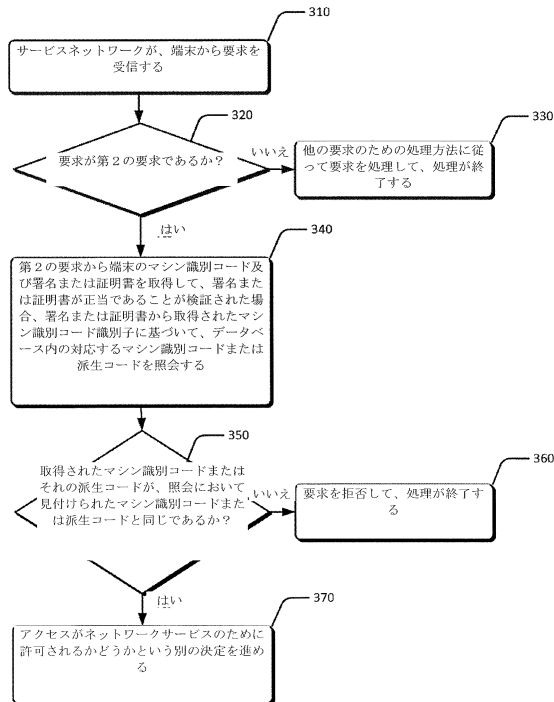 310
サービスネットワークが、端末から要求を
受信する
320
要求が第２の要求であるか？
いいえ
330
他の要求のための処理方法に従
って要求を処理して、処理が終
了する
はい
340
第２の要求から端末のマシン識別コード及
び署名または証明書を取得して、署名また
は証明書が正当であることが検証された場
合、署名または証明書から取得されたマシ
ン識別コード識別子に基づいて、データベ
ース内の対応するマシン識別コードまたは
派生コードを照会する
350
取得されたマシン識別コードまたは
それの派生コードが、照会において
見付けられたマシン識別コードまた
は派生コードと同じであるか？
いいえ
360
要求を拒否して、処理が終了す
る
はい
370
アクセスがネットワークサービスのために
許可されるかどうかという別の決定を進め
る